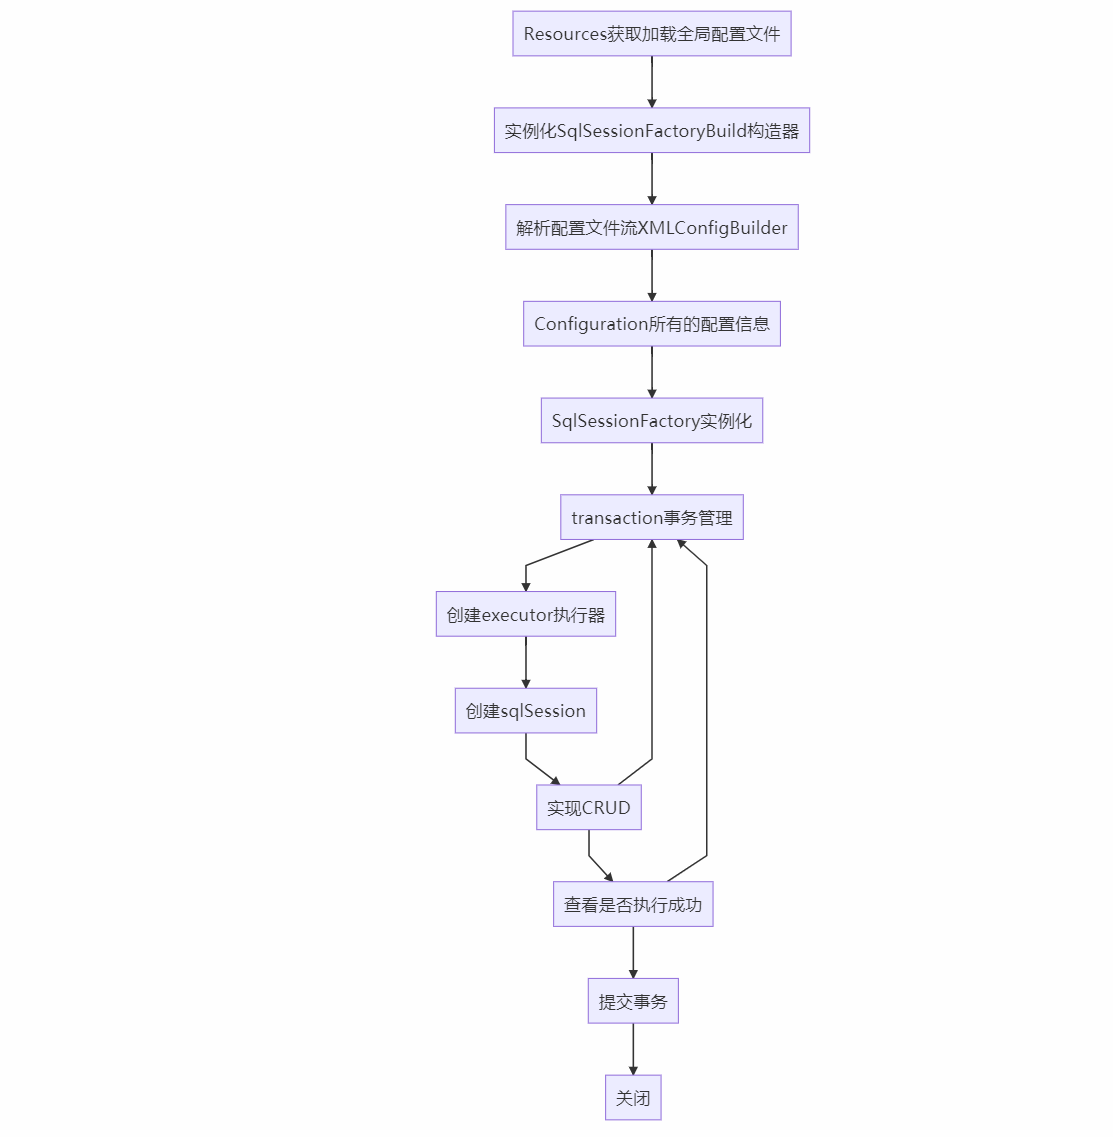 Resources获取加载全局配置文件
实例化SqlSessionFactoryBuild构造器
解析配置文件流XMLConfigBuilder
Configuration所有的配置信息
SqlSessionFactory实例化
transaction事务管理
创建executor执行器
创建sqlSession
实现CRUD
查看是否执行成功
提交事务
关闭